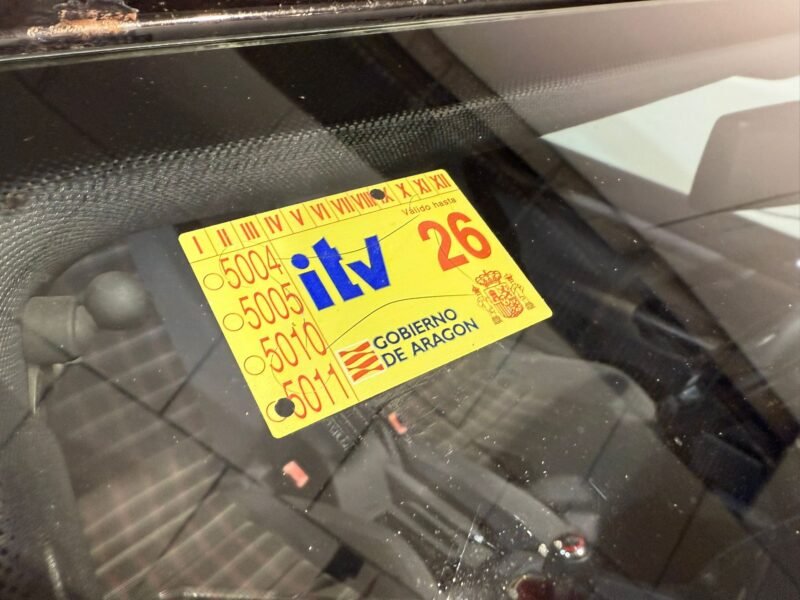 I II III IV V VI VII VIII IX X XI XII
Válido hasta
26
itv
5004
5005
5010
5011
GOBIERNO
DE ARAGON